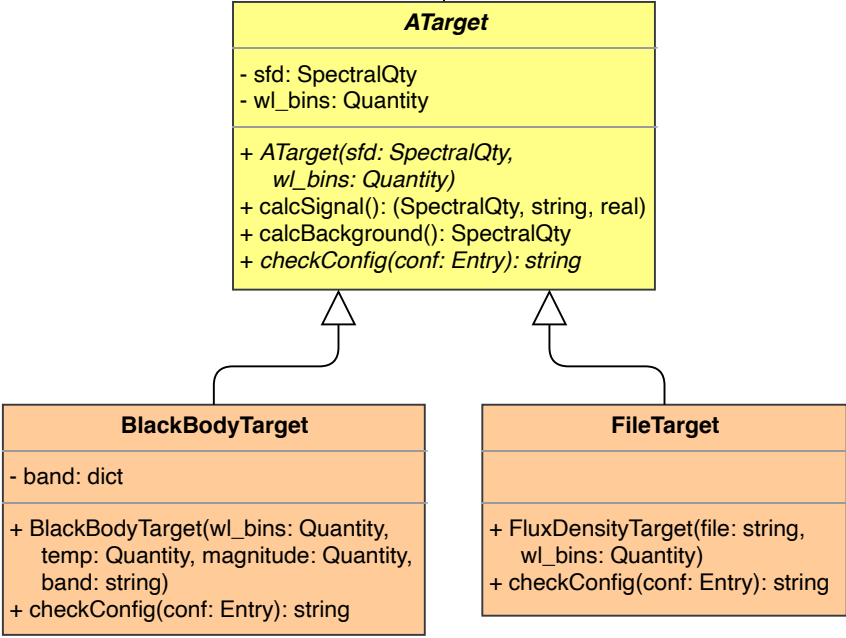 ATarget
- sfd: SpectralQty
- wl_bins: Quantity
+ ATarget(sfd: SpectralQty,
wl_bins: Quantity)
+ calcSignal(): (SpectralQty, string, real)
+ calcBackground(): SpectralQty
+ checkConfig(conf: Entry): string
BlackBodyTarget
- band: dict
+ BlackBodyTarget(wl_bins: Quantity,
temp: Quantity, magnitude: Quantity,
band: string)
+ checkConfig(conf: Entry): string
FileTarget
+ FluxDensityTarget(file: string,
wl_bins: Quantity)
+ checkConfig(conf: Entry): string